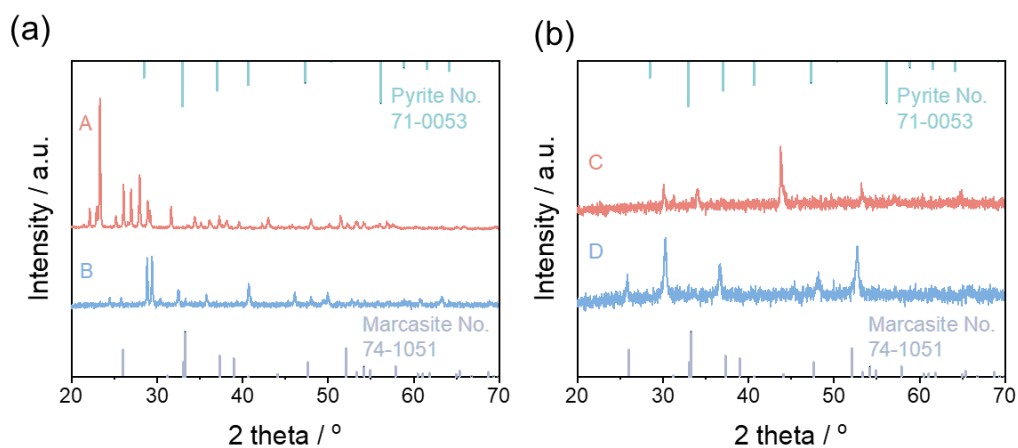 (a)
Pyrite No.
71-0053
A
B
Marcasite No.
74-1051
Intensity / a.u.
20 30 40 50 60 70
2 theta / º
(b)
Pyrite No.
71-0053
C
D
Marcasite No.
74-1051
Intensity / a.u.
20 30 40 50 60 70
2 theta / º